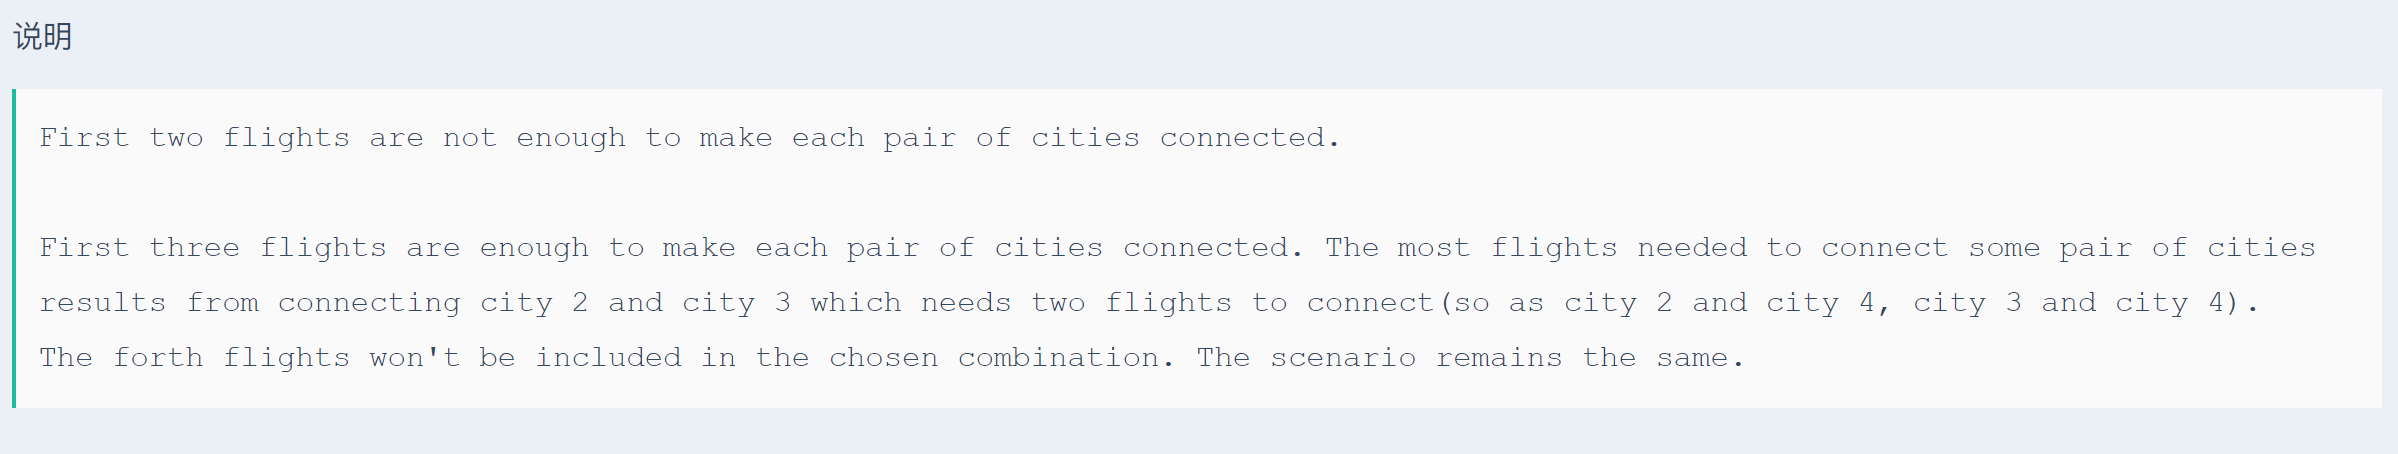 说明
First two flights are not enough to make each pair of cities connected.
First three flights are enough to make each pair of cities connected. The most flights needed to connect some pair of cities
results from connecting city 2 and city 3 which needs two flights to connect(so as city 2 and city 4, city 3 and city 4).
The forth flights won't be included in the chosen combination. The scenario remains the same.